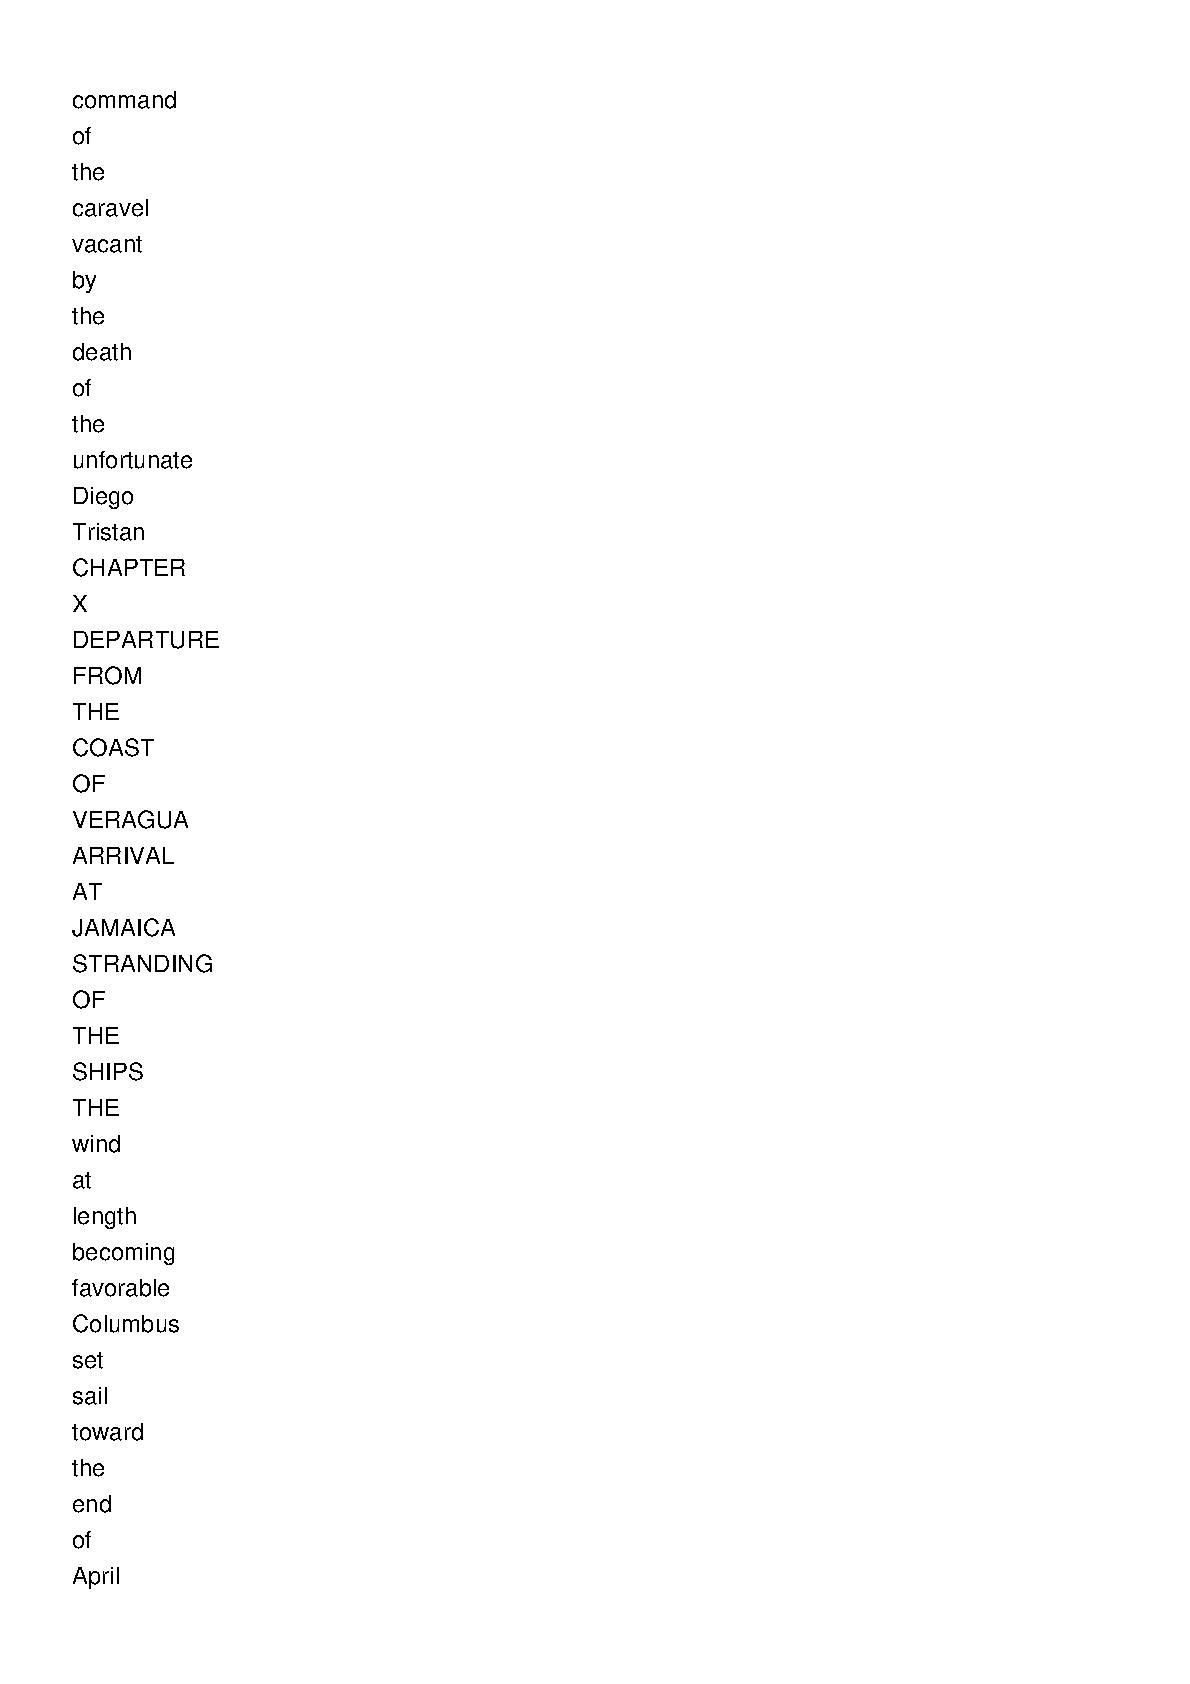 command
of
the
caravel
vacant
by
the
death
of
the
unfortunate
Diego
Tristan
CHAPTER
X
DEPARTURE
FROM
THE
COAST
OF
VERAGUA
ARRIVAL
AT
JAMAICA
STRANDING
OF
THE
SHIPS
THE
wind
at
length
becoming
favorable
Columbus
set
sail
toward
the
end
of
April